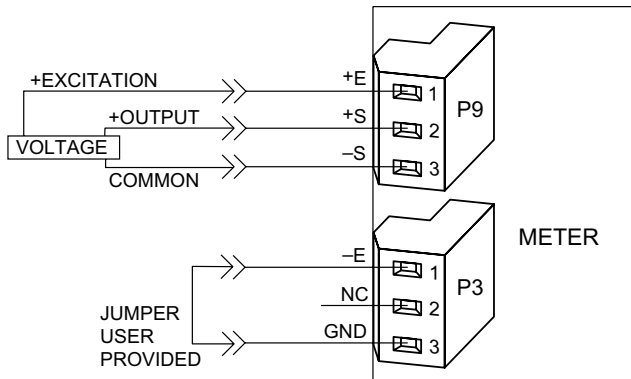 +EXCITATION
+E
1
+OUTPUT
+S
2
P9
VOLTAGE
–S
3
COMMON
METER
–E
1
NC
2
P3
JUMPER
USER
PROVIDED
GND
3